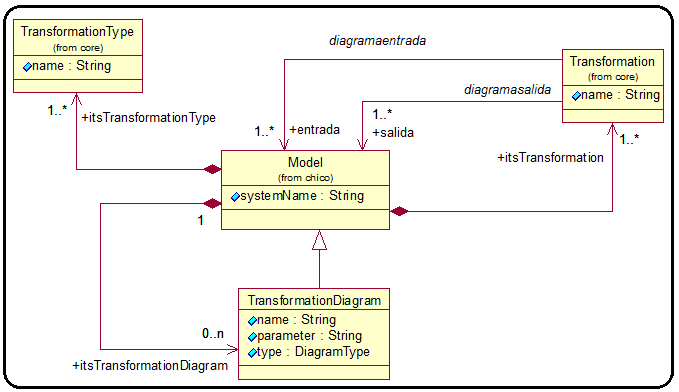 TransformationType
(from core)
name : String
diagramaentrada
Transformation
(from core)
name : String
diagramasalida
1..*
+itsTransformationType
1..*
+entrada
1..*
+salida
+itsTransformation
1..*
Model
(from chico)
systemName : String
1
TransformationDiagram
name : String
parameter : String
type : DiagramType
0..n
+itsTransformationDiagram